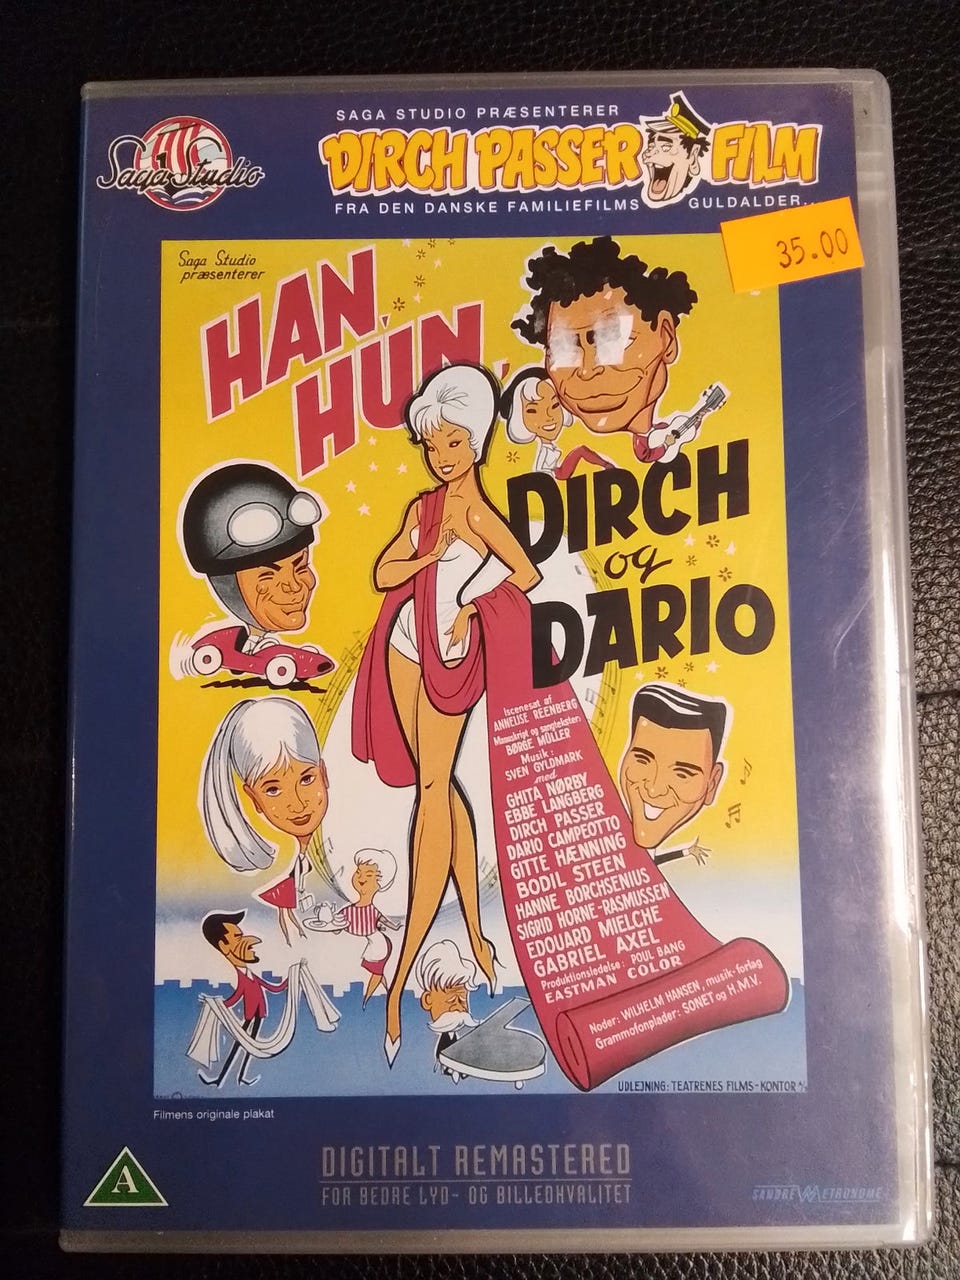 SAGA STUDIO PRÆSENTERER
Saga Studio
DIRCH PASSER FILM
FRA DEN DANSKE FAMILIEFILMS GULDALDER..
35.00
Saga Studio
præsenterer
HAN,
HUN,
DIRCH
og
DARIO
Iscenesat af
ANNELISE REENBERG
Manuskript og sangtekster:
BØRGE MÜLLER
Musik:
SVEN GYLDMARK
med
GHITA NØRBY
EBBE LANGBERG
DIRCH PASSER
DARIO CAMPEOTTO
GITTE HÆNNING
BODIL STEEN
HANNE BORCHSENIUS
SIGRID HORNE-RASMUSSEN
EDOUARD MIELCHE
GABRIEL AXEL
Produktionsledelse: POUL BANG
EASTMAN COLOR
Noder: WILHELM HANSEN, musik-forlag
Grammofonplader: SONET og H.M.V.
UDLEJNING: TEATRENES FILMS-KONTOR A/S
Filmens originale plakat
A
DIGITALT REMASTERED
FOR BEDRE LYD- OG BILLEDKVALITET
SANDREW METRONOME